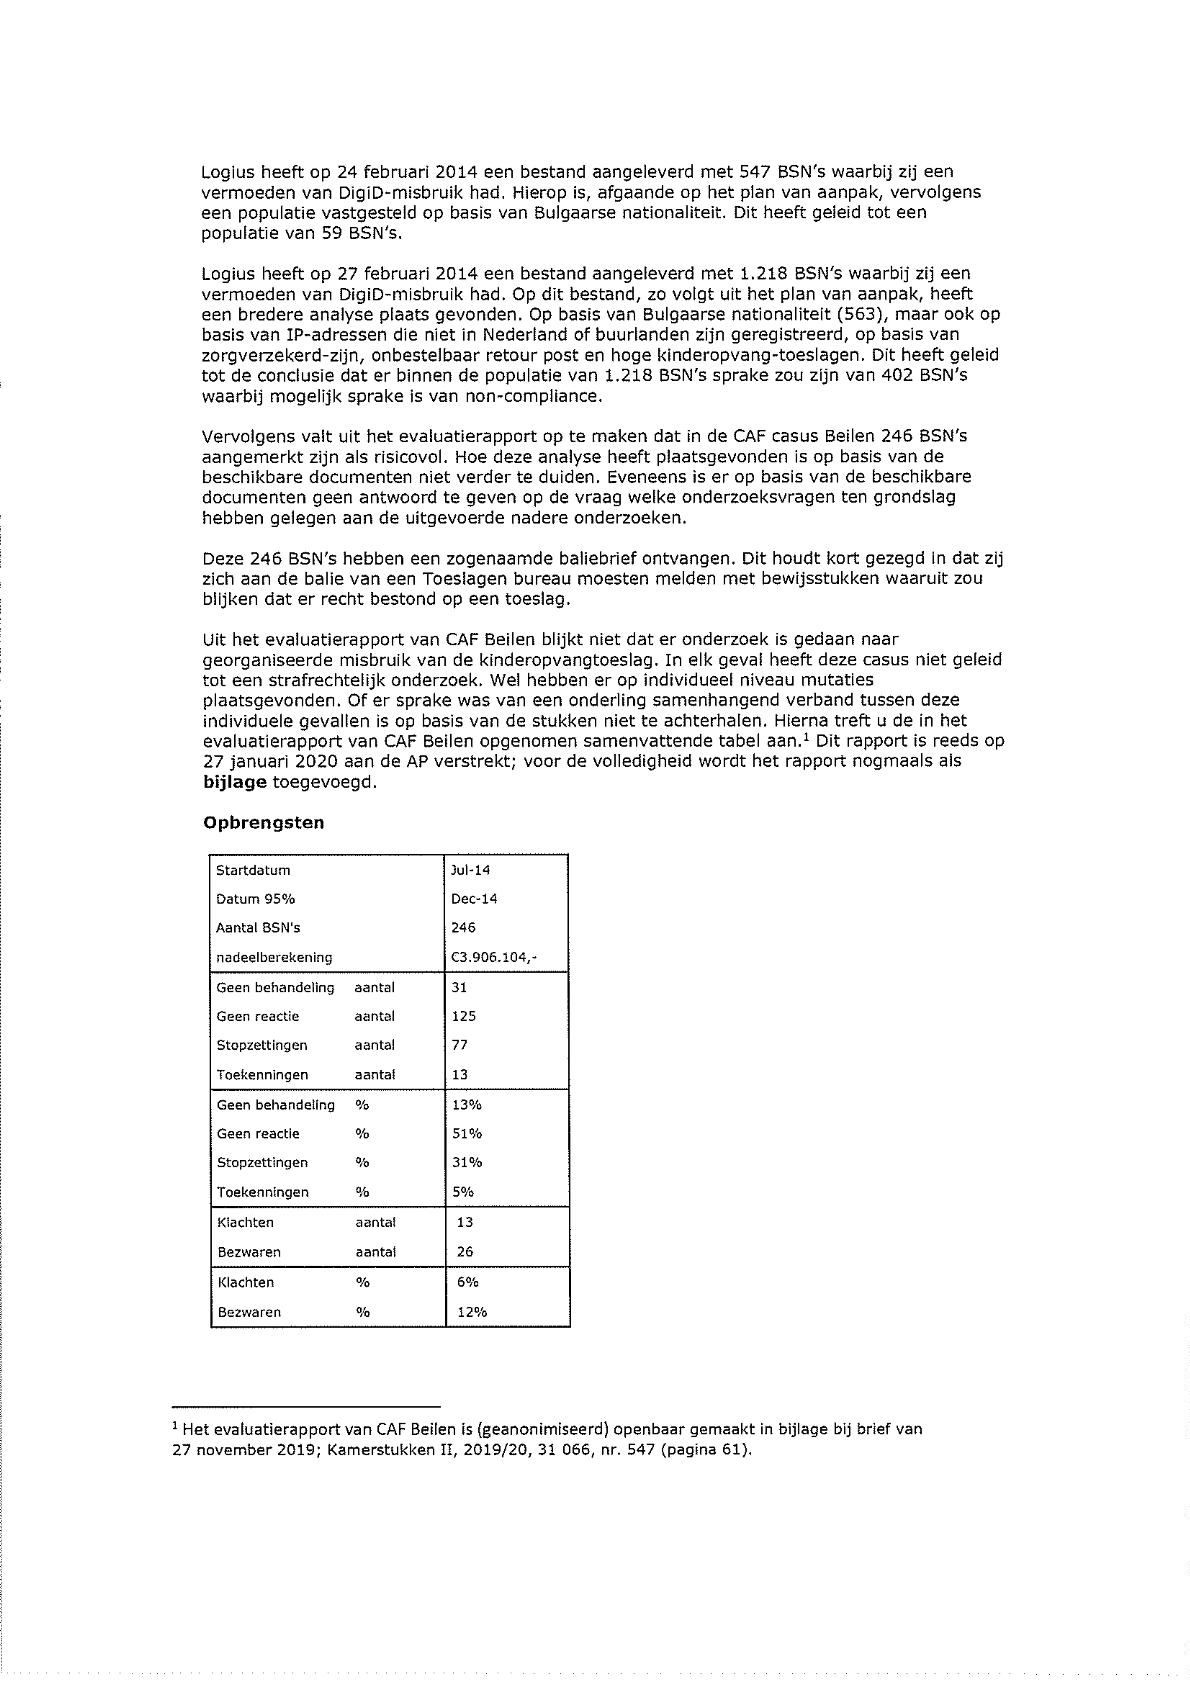 Logius heeft op 24 februari 2014 een bestand aangeleverd met 547 BSN's waarbij zij een
vermoeden van DigiD-misbruik had. Hierop is, afgaande op het plan van aanpak, vervolgens
een populatie vastgesteld op basis van Bulgaarse nationaliteit. Dit heeft geleid tot een
populatie van 59 BSN's.
Logius heeft op 27 februari 2014 een bestand aangeleverd met 1.218 BSN's waarbij zij een
vermoeden van DigiD-misbruik had. Op dit bestand, zo volgt uit het plan van aanpak, heeft
een bredere analyse plaats gevonden. Op basis van Bulgaarse nationaliteit (563), maar ook op
basis van IP-adressen die niet in Nederland of buurlanden zijn geregistreerd, op basis van
zorgverzekerd-zijn, onbestelbaar retour post en hoge kinderopvang-toeslagen. Dit heeft geleid
tot de conclusie dat er binnen de populatie van 1.218 BSN's sprake zou zijn van 402 BSN's
waarbij mogelijk sprake is van non-compliance.
Vervolgens valt uit het evaluatierapport op te maken dat in de CAF casus Beilen 246 BSN's
aangemerkt zijn als risicovol. Hoe deze analyse heeft plaatsgevonden is op basis van de
beschikbare documenten niet verder te duiden. Eveneens is er op basis van de beschikbare
documenten geen antwoord te geven op de vraag welke onderzoeksvragen ten grondslag
hebben gelegen aan de uitgevoerde nadere onderzoeken.
Deze 246 BSN's hebben een zogenaamde baliebrief ontvangen. Dit houdt kort gezegd in dat zij
zich aan de balie van een Toeslagen bureau moesten melden met bewijsstukken waaruit zou
blijken dat er recht bestond op een toeslag.
Uit het evaluatierapport van CAF Beilen blijkt niet dat er onderzoek is gedaan naar
georganiseerde misbruik van de kinderopvangtoeslag. In elk geval heeft deze casus niet geleid
tot een strafrechtelijk onderzoek. Wel hebben er op individueel niveau mutaties
plaatsgevonden. Of er sprake was van een onderling samenhangend verband tussen deze
individuele gevallen is op basis van de stukken niet te achterhalen. Hierna treft u de in het
evaluatierapport van CAF Beilen opgenomen samenvattende tabel aan.¹ Dit rapport is reeds op
27 januari 2020 aan de AP verstrekt; voor de volledigheid wordt het rapport nogmaals als
bijlage toegevoegd.
Opbrengsten
Startdatum Jul-14
Datum 95% Dec-14
Aantal BSN's 246
nadeelberekening €3.906.104,-
Geen behandeling aantal 31
Geen reactie aantal 125
Stopzettingen aantal 77
Toekenningen aantal 13
Geen behandeling % 13%
Geen reactie % 51%
Stopzettingen % 31%
Toekenningen % 5%
Klachten aantal 13
Bezwaren aantal 26
Klachten % 6%
Bezwaren % 12%
¹ Het evaluatierapport van CAF Beilen is (geanonimiseerd) openbaar gemaakt in bijlage bij brief van
27 november 2019; Kamerstukken II, 2019/20, 31 066, nr. 547 (pagina 61).